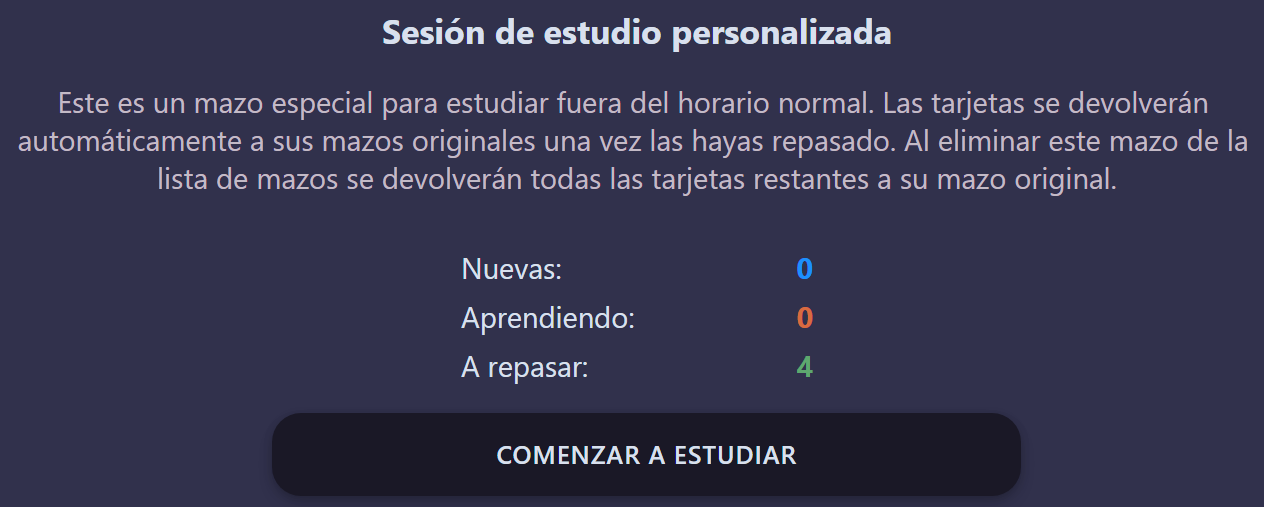 Sesión de estudio personalizada
Este es un mazo especial para estudiar fuera del horario normal. Las tarjetas se devolverán
automáticamente a sus mazos originales una vez las hayas repasado. Al eliminar este mazo de la
lista de mazos se devolverán todas las tarjetas restantes a su mazo original.
Nuevas: 0
Aprendiendo: 0
A repasar: 4
COMENZAR A ESTUDIAR